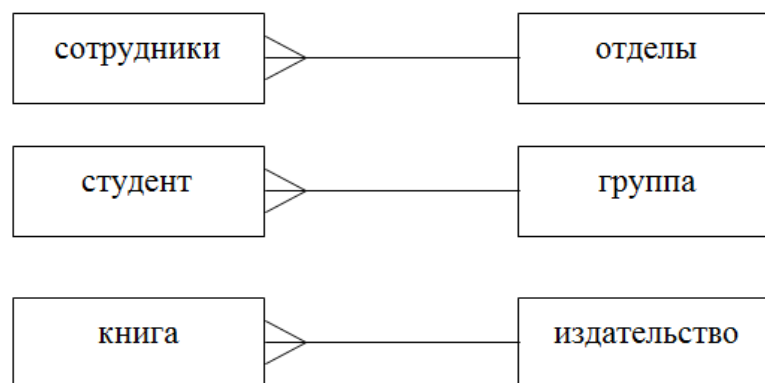 сотрудники отделы
студент группа
книга издательство